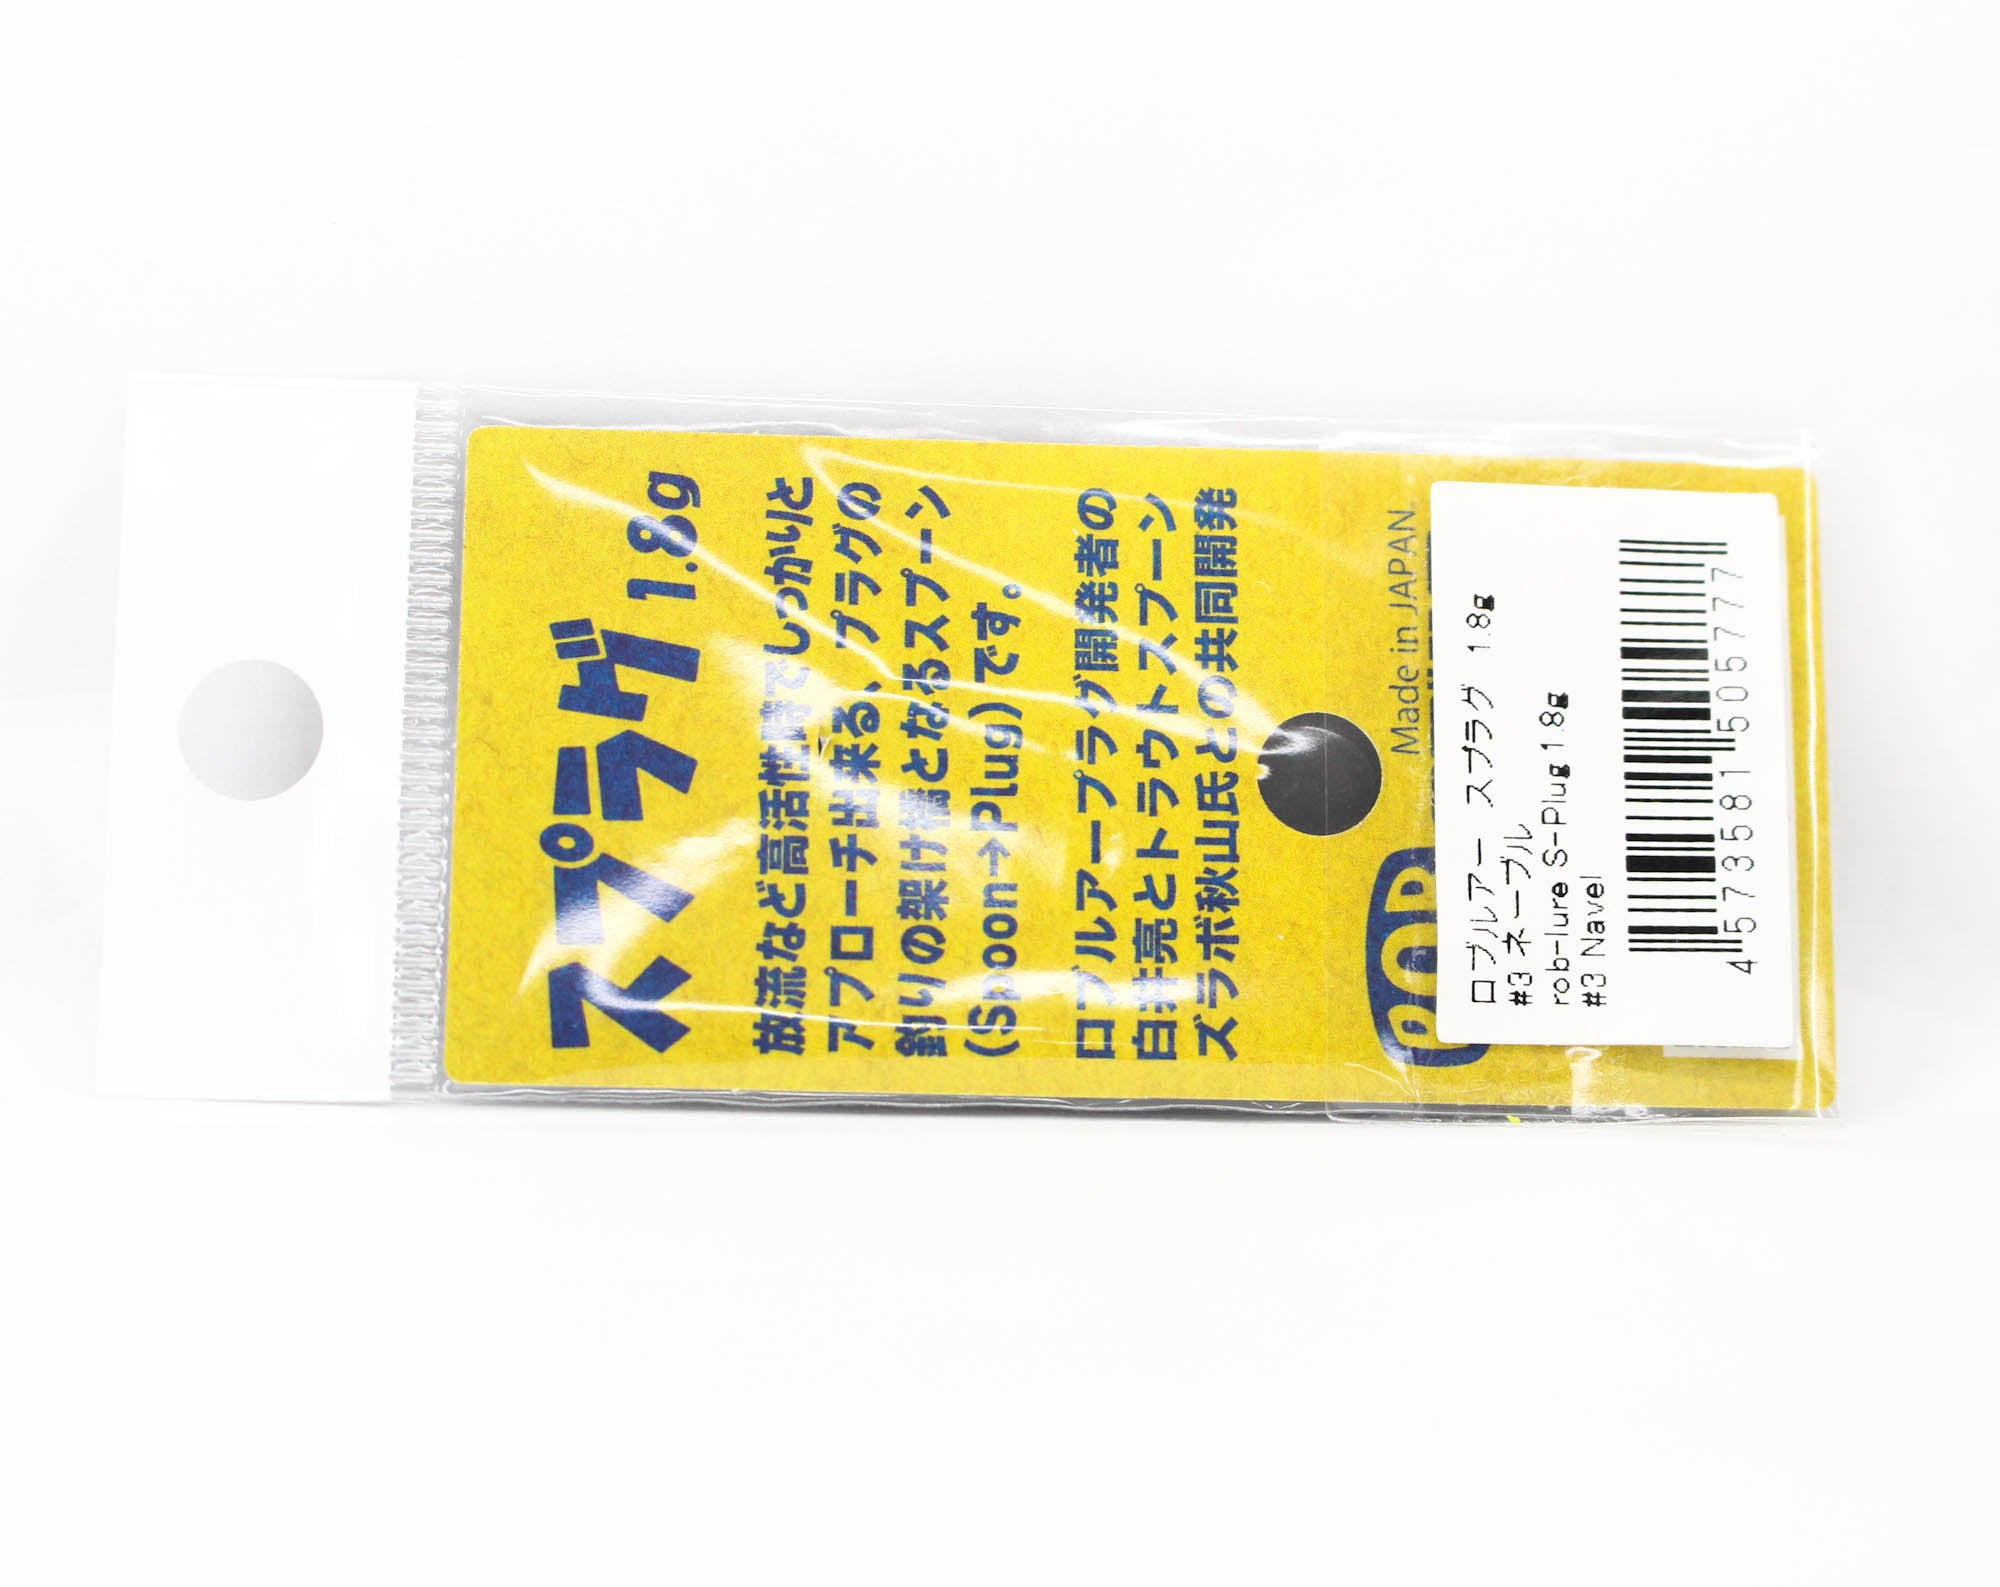 スプラグ 1.8g
放流など高活性時でしっかりと
アプローチ出来る、プラグの
釣りの架け橋となるスプーン
(Spoon→Plug)です。
ロブルアープラグ開発者の
白井亮とトラウトスプーン
ズラボ秋山氏との共同開発
Made in JAPAN.
ロブルアー スプラグ 1.8g
#3 ネーブル
rob-lure S-Plug 1.8g
#3 Navel
4 573581 505777